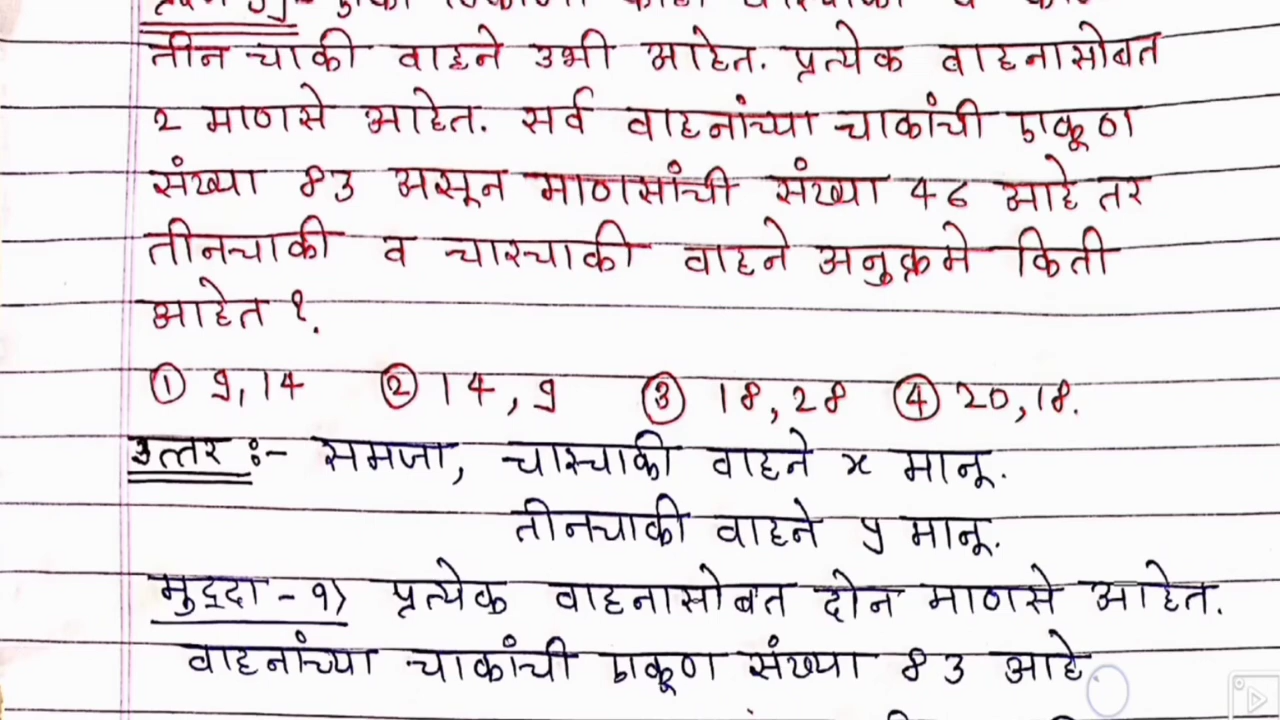 तीन चाकी वाहने उभी आहेत. प्रत्येक वाहनासोबत
2 माणसे आहेत. सर्व वाहनांच्या चाकांची एकूण
संख्या 83 असून माणसांची संख्या 46 आहे तर
तीनचाकी व चारचाकी वाहने अनुक्रमे किती
आहेत ?.
① 9,14 ② 14,9 ③ 18,28 ④ 20,18.
उत्तर :- समजा, चारचाकी वाहने x मानू.
तीनचाकी वाहने y मानू.
मुद्दा - १) प्रत्येक वाहनासोबत दोन माणसे आहेत.
वाहनांच्या चाकांची एकूण संख्या 83 आहे